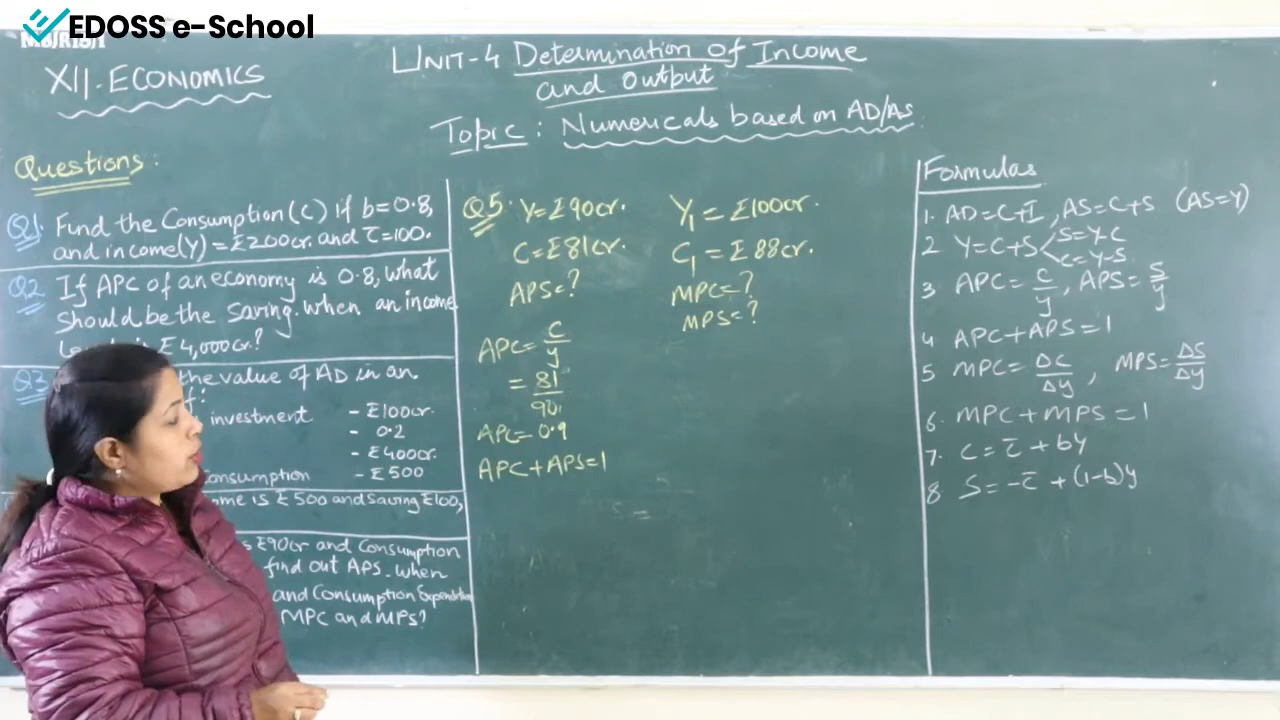 EDOSS e-School
XII-ECONOMICS
UNIT-4 Determination of Income
and Output
Topic: Numericals based on AD/AS
Questions:
Q1. Find the Consumption(C) if b=0.8,
and income(Y)=₹200cr. and C̅=100.
Q2 If APC of an economy is 0.8, what
should be the saving. when an income
₹4,000cr.?
Q3 the value of AD in an
investment - ₹100cr.
- 0.2
- ₹400cr.
consumption - ₹500
is ₹500 and saving ₹100,
₹90cr and Consumption
find out APS. when
and Consumption Expenditure
MPC and MPS?
Q5. Y=₹90cr. Y₁=₹100cr.
C=₹81cr. C₁=₹88cr.
APS=? MPC=?
MPS=?
APC=C/y
=81/90
APC=0.9
APC+APS=1
Formulas
1. AD=C+I, AS=C+S (AS=Y)
2 Y=C+S S=Y-C
C=Y-S
3 APC=C/y, APS=S/y
4 APC+APS=1
5 MPC=ΔC/Δy, MPS=ΔS/Δy
6. MPC+MPS=1
7. C=C̅+by
8 S=-C̅+(1-b)y